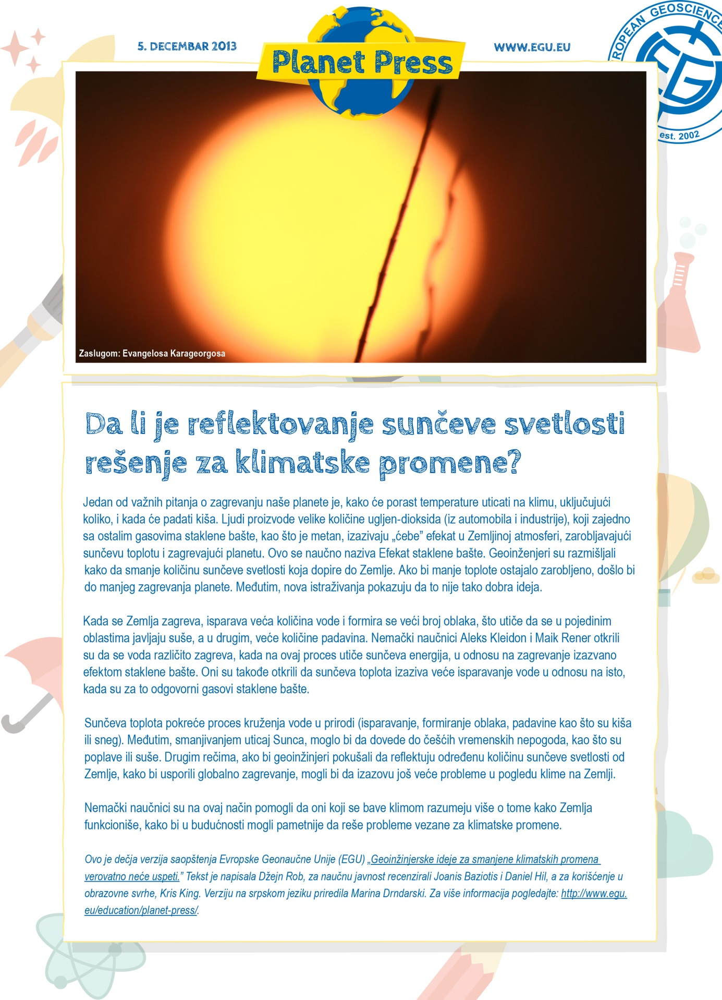 5. DECEMBAR 2013
Planet Press
WWW.EGU.EU
ROPEAN GEOSCIENCE
EGU
est. 2002
Zaslugom: Evangelosa Karageorgosa
Da li je reflektovanje sunčeve svetlosti
rešenje za klimatske promene?
Jedan od važnih pitanja o zagrevanju naše planete je, kako će porast temperature uticati na klimu, uključujući
koliko, i kada će padati kiša. Ljudi proizvode velike količine ugljen-dioksida (iz automobila i industrije), koji zajedno
sa ostalim gasovima staklene bašte, kao što je metan, izazivaju „ćebe” efekat u Zemljinoj atmosferi, zarobljavajući
sunčevu toplotu i zagrevajući planetu. Ovo se naučno naziva Efekat staklene bašte. Geoinženjeri su razmišljali
kako da smanje količinu sunčeve svetlosti koja dopire do Zemlje. Ako bi manje toplote ostajalo zarobljeno, došlo bi
do manjeg zagrevanja planete. Međutim, nova istraživanja pokazuju da to nije tako dobra ideja.
Kada se Zemlja zagreva, isparava veća količina vode i formira se veći broj oblaka, što utiče da se u pojedinim
oblastima javljaju suše, a u drugim, veće količine padavina. Nemački naučnici Aleks Kleidon i Maik Rener otkrili
su da se voda različito zagreva, kada na ovaj proces utiče sunčeva energija, u odnosu na zagrevanje izazvano
efektom staklene bašte. Oni su takođe otkrili da sunčeva toplota izaziva veće isparavanje vode u odnosu na isto,
kada su za to odgovorni gasovi staklene bašte.
Sunčeva toplota pokreće proces kruženja vode u prirodi (isparavanje, formiranje oblaka, padavine kao što su kiša
ili sneg). Međutim, smanjivanjem uticaj Sunca, moglo bi da dovede do češćih vremenskih nepogoda, kao što su
poplave ili suše. Drugim rečima, ako bi geoinžinjeri pokušali da reflektuju određenu količinu sunčeve svetlosti od
Zemlje, kako bi usporili globalno zagrevanje, mogli bi da izazovu još veće probleme u pogledu klime na Zemlji.
Nemački naučnici su na ovaj način pomogli da oni koji se bave klimom razumeju više o tome kako Zemlja
funkcioniše, kako bi u budućnosti mogli pametnije da reše probleme vezane za klimatske promene.
Ovo je dečja verzija saopštenja Evropske Geonaučne Unije (EGU) „Geoinžinjerske ideje za smanjene klimatskih promena
verovatno neće uspeti.” Tekst je napisala Džejn Rob, za naučnu javnost recenzirali Joanis Baziotis i Daniel Hil, a za korišćenje u
obrazovne svrhe, Kris King. Verziju na srpskom jeziku priredila Marina Drndarski. Za više informacija pogledajte: http://www.egu.
eu/education/planet-press/.